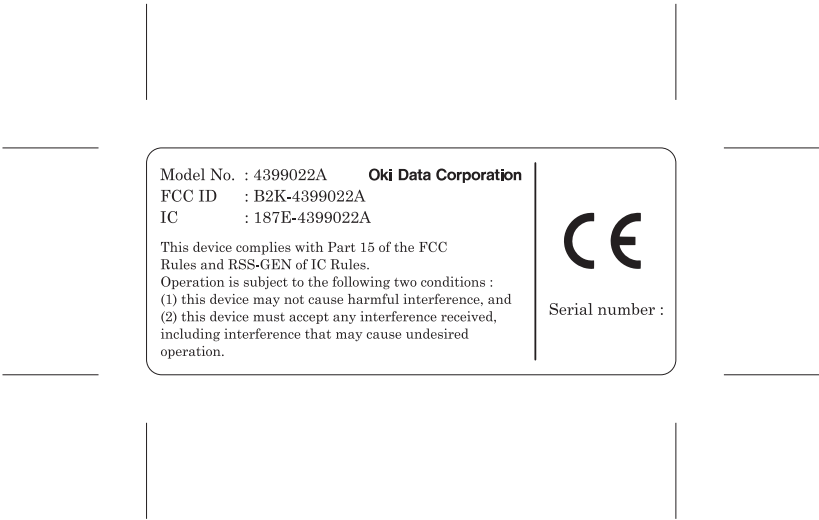 Model No. : 4399022A Oki Data Corporation
FCC ID : B2K-4399022A
IC : 187E-4399022A
This device complies with Part 15 of the FCC
Rules and RSS-GEN of IC Rules.
Operation is subject to the following two conditions :
(1) this device may not cause harmful interference, and
(2) this device must accept any interference received,
including interference that may cause undesired
operation.
CE
Serial number :